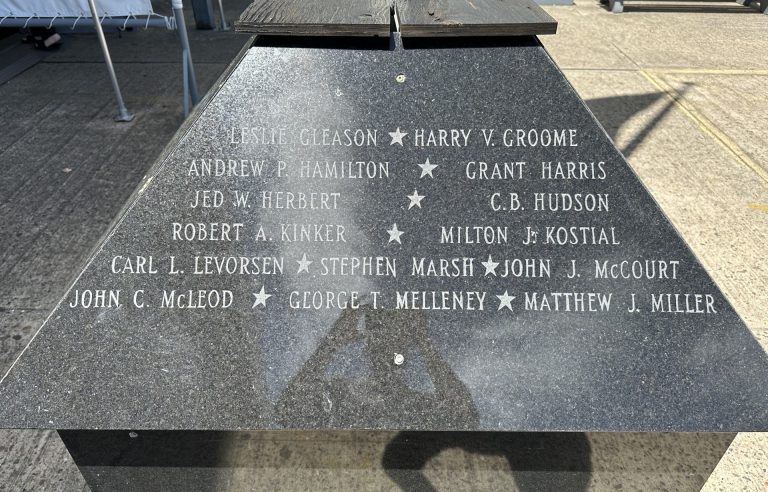 LESLIE GLEASON ★ HARRY V. GROOME
ANDREW P. HAMILTON ★ GRANT HARRIS
JED W. HERBERT ★ C.B. HUDSON
ROBERT A. KINKER ★ MILTON J. KOSTIAL
CARL L. LEVORSEN ★ STEPHEN MARSH ★ JOHN J. McCOURT
JOHN C. McLEOD ★ GEORGE T. MELLENEY ★ MATTHEW J. MILLER